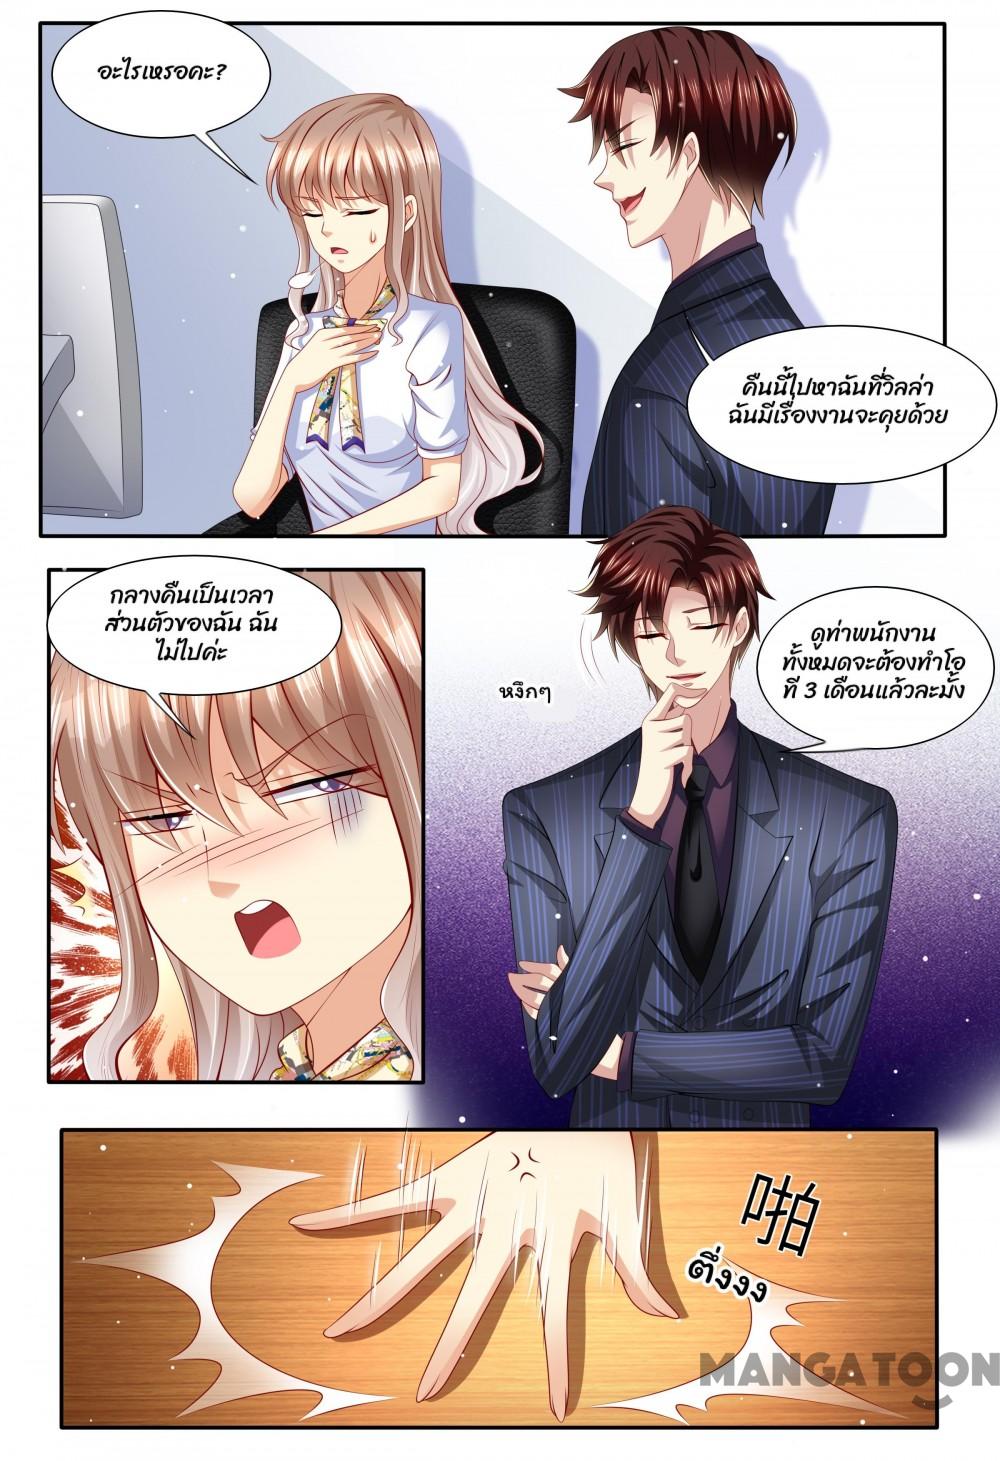 อะไรเหรอคะ?
คืนนี้ไปหาฉันที่วิลล่า
ฉันมีเรื่องงานจะคุยด้วย
กลางคืนเป็นเวลา
ส่วนตัวของฉัน ฉัน
ไม่ไปค่ะ
หงึกๆ
ดูท่าพนักงาน
ทั้งหมดจะต้องทำโอ
ที 3 เดือนแล้วละมั้ง
啪
ตึ่งงง
MANGATOON